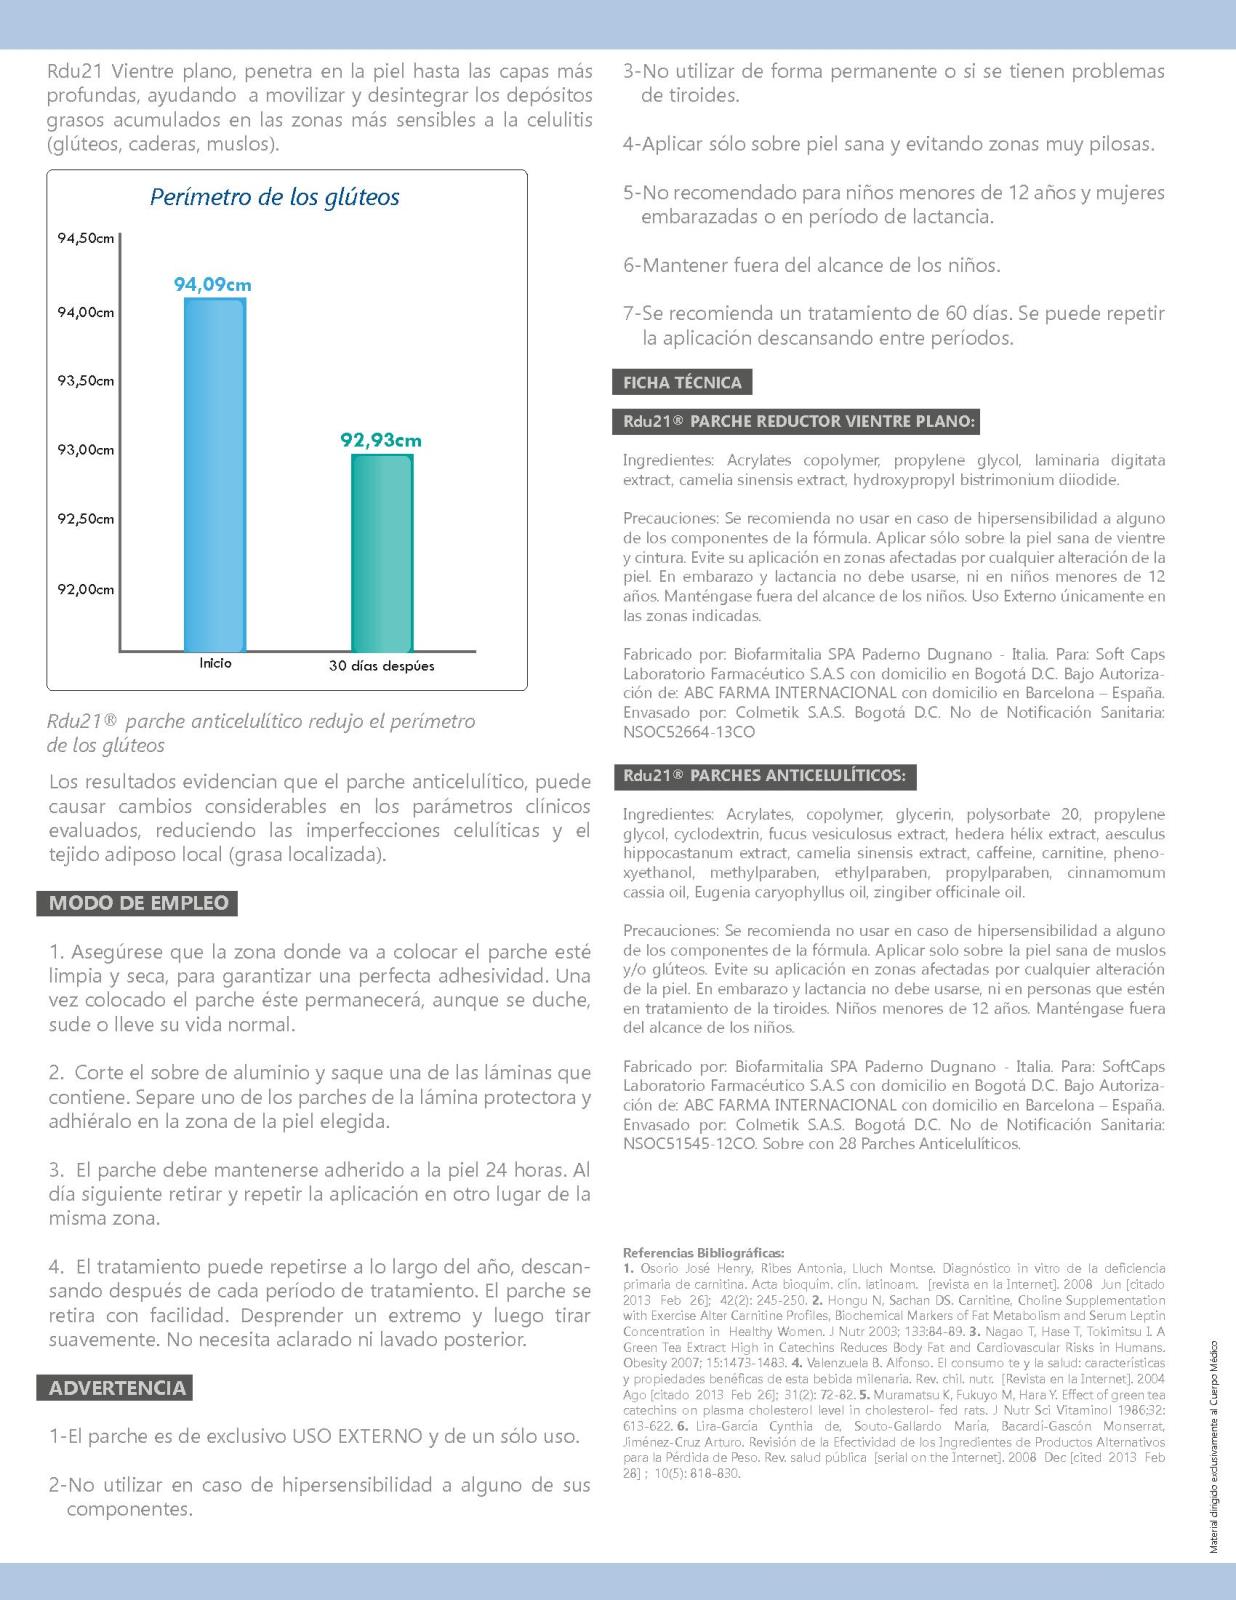 Rdu21 Vientre plano, penetra en la piel hasta las capas más
profundas, ayudando a movilizar y desintegrar los depósitos
grasos acumulados en las zonas más sensibles a la celulitis
(glúteos, caderas, muslos).
Perímetro de los glúteos
94,50cm
94,09cm
94,00cm
93,50cm
92,93cm
93,00cm
92,50cm
92,00cm
Inicio
30 días despúes
Rdu21® parche anticelulítico redujo el perímetro
de los glúteos
Los resultados evidencian que el parche anticelulítico, puede
causar cambios considerables en los parámetros clínicos
evaluados, reduciendo las imperfecciones celulíticas y el
tejido adiposo local (grasa localizada).
MODO DE EMPLEO
1. Asegúrese que la zona donde va a colocar el parche esté
limpia y seca, para garantizar una perfecta adhesividad. Una
vez colocado el parche éste permanecerá, aunque se duche,
sude o lleve su vida normal.
2. Corte el sobre de aluminio y saque una de las láminas que
contiene. Separe uno de los parches de la lámina protectora y
adhiéralo en la zona de la piel elegida.
3. El parche debe mantenerse adherido a la piel 24 horas. Al
día siguiente retirar y repetir la aplicación en otro lugar de la
misma zona.
4. El tratamiento puede repetirse a lo largo del año, descan-
sando después de cada período de tratamiento. El parche se
retira con facilidad. Desprender un extremo y luego tirar
suavemente. No necesita aclarado ni lavado posterior.
ADVERTENCIA
1-El parche es de exclusivo USO EXTERNO y de un sólo uso.
2-No utilizar en caso de hipersensibilidad a alguno de sus
componentes.
3-No utilizar de forma permanente o si se tienen problemas
de tiroides.
4-Aplicar sólo sobre piel sana y evitando zonas muy pilosas.
5-No recomendado para niños menores de 12 años y mujeres
embarazadas o en período de lactancia.
6-Mantener fuera del alcance de los niños.
7-Se recomienda un tratamiento de 60 días. Se puede repetir
la aplicación descansando entre períodos.
FICHA TÉCNICA
Rdu21® PARCHE REDUCTOR VIENTRE PLANO:
Ingredientes: Acrylates copolymer, propylene glycol, laminaria digitata
extract, camelia sinensis extract, hydroxypropyl bistrimonium diiodide.
Precauciones: Se recomienda no usar en caso de hipersensibilidad a alguno
de los componentes de la fórmula. Aplicar sólo sobre la piel sana de vientre
y cintura. Evite su aplicación en zonas afectadas por cualquier alteración de la
piel. En embarazo y lactancia no debe usarse, ni en niños menores de 12
años. Manténgase fuera del alcance de los niños. Uso Externo únicamente en
las zonas indicadas.
Fabricado por: Biofarmitalia SPA Paderno Dugnano - Italia. Para: Soft Caps
Laboratorio Farmacéutico S.A.S con domicilio en Bogotá D.C. Bajo Autoriza-
ción de: ABC FARMA INTERNACIONAL con domicilio en Barcelona – España.
Envasado por: Colmetik S.A.S. Bogotá D.C. No de Notificación Sanitaria:
NSOC52664-13CO
Rdu21® PARCHES ANTICELULÍTICOS:
Ingredientes: Acrylates, copolymer, glycerin, polysorbate 20, propylene
glycol, cyclodextrin, fucus vesiculosus extract, hedera hélix extract, aesculus
hippocastanum extract, camelia sinensis extract, caffeine, carnitine, pheno-
xyethanol, methylparaben, ethylparaben, propylparaben, cinnamomum
cassia oil, Eugenia caryophyllus oil, zingiber officinale oil.
Precauciones: Se recomienda no usar en caso de hipersensibilidad a alguno
de los componentes de la fórmula. Aplicar solo sobre la piel sana de muslos
y/o glúteos. Evite su aplicación en zonas afectadas por cualquier alteración
de la piel. En embarazo y lactancia no debe usarse, ni en personas que estén
en tratamiento de la tiroides. Niños menores de 12 años. Manténgase fuera
del alcance de los niños.
Fabricado por: Biofarmitalia SPA Paderno Dugnano - Italia. Para: SoftCaps
Laboratorio Farmacéutico S.A.S con domicilio en Bogotá D.C. Bajo Autoriza-
ción de: ABC FARMA INTERNACIONAL con domicilio en Barcelona – España.
Envasado por: Colmetik S.A.S. Bogotá D.C. No de Notificación Sanitaria:
NSOC51545-12CO. Sobre con 28 Parches Anticelulíticos.
Referencias Bibliográficas:
1. Osorio José Henry, Ribes Antonia, Lluch Montse. Diagnóstico in vitro de la deficiencia
primaria de carnitina. Acta bioquím. clín. latinoam. [revista en la Internet]. 2008 Jun [citado
2013 Feb 26]; 42(2): 245-250. 2. Hongu N, Sachan DS. Carnitine, Choline Supplementation
with Exercise Alter Carnitine Profiles, Biochemical Markers of Fat Metabolism and Serum Leptin
Concentration in Healthy Women. J Nutr 2003; 133:84-89. 3. Nagao T, Hase T, Tokimitsu I. A
Green Tea Extract High in Catechins Reduces Body Fat and Cardiovascular Risks in Humans.
Obesity 2007; 15:1473-1483. 4. Valenzuela B. Alfonso. El consumo te y la salud: características
y propiedades benéficas de esta bebida milenaria. Rev. chil. nutr. [Revista en la Internet]. 2004
Ago [citado 2013 Feb 26]; 31(2): 72-82. 5. Muramatsu K, Fukuyo M, Hara Y. Effect of green tea
catechins on plasma cholesterol level in cholesterol- fed rats. J Nutr Sci Vitaminol 1986;32:
613-622. 6. Lira-García Cynthia de, Souto-Gallardo María, Bacardí-Gascón Monserrat,
Jiménez-Cruz Arturo. Revisión de la Efectividad de los Ingredientes de Productos Alternativos
para la Pérdida de Peso. Rev. salud pública [serial on the Internet]. 2008 Dec [cited 2013 Feb
28] ; 10(5): 818-830.
Material dirigido exclusivamente al Cuerpo Médico